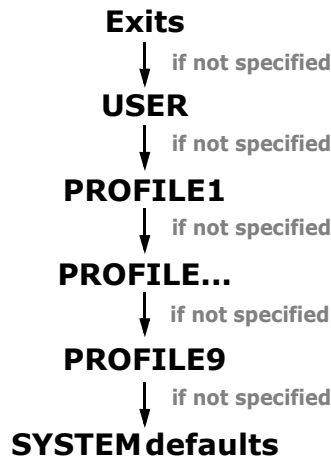 Exits
if not specified
USER
if not specified
PROFILE1
if not specified
PROFILE...
if not specified
PROFILE9
if not specified
SYSTEM defaults